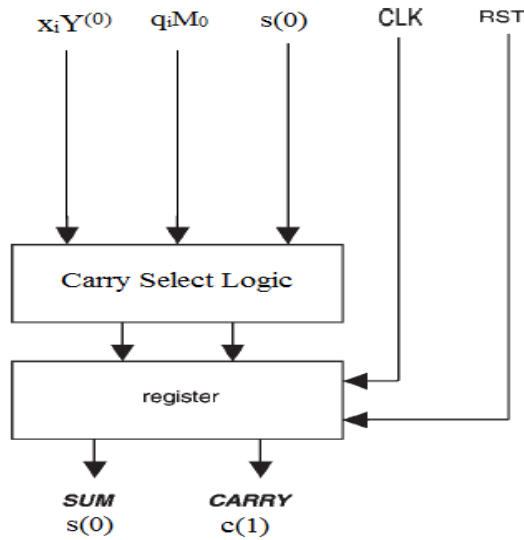 xᵢY⁽⁰⁾ qᵢM₀ s(0) CLK RST
Carry Select Logic
register
SUM CARRY
s(0) c(1)